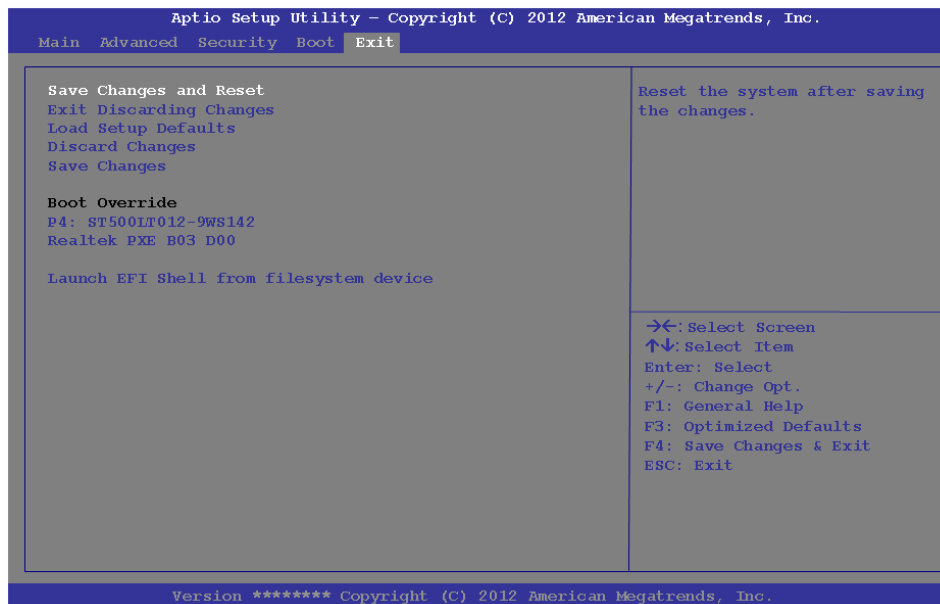 Aptio Setup Utility – Copyright (C) 2012 American Megatrends, Inc.
Main Advanced Security Boot Exit
Save Changes and Reset
Exit Discarding Changes
Load Setup Defaults
Discard Changes
Save Changes
Boot Override
P4: ST500LT012-9WS142
Realtek PXE B03 D00
Launch EFI Shell from filesystem device
Reset the system after saving
the changes.
→←: Select Screen
↑↓: Select Item
Enter: Select
+/-: Change Opt.
F1: General Help
F3: Optimized Defaults
F4: Save Changes & Exit
ESC: Exit
Version ******** Copyright (C) 2012 American Megatrends, Inc.